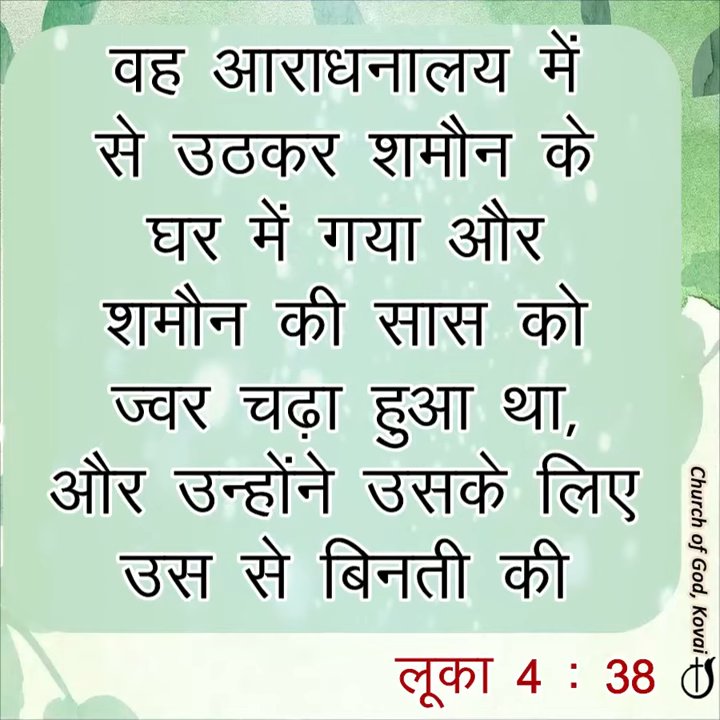 वह आराधनालय में
से उठकर शमौन के
घर में गया और
शमौन की सास को
ज्वर चढ़ा हुआ था,
और उन्होंने उसके लिए
उस से बिनती की
लूका 4 : 38
Church of God, Kovai